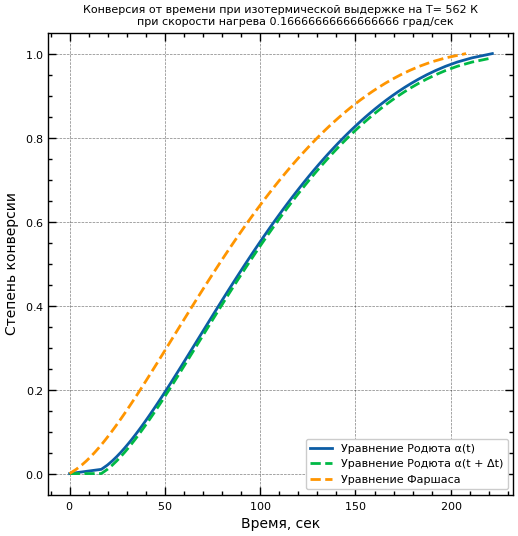 Конверсия от времени при изотермической выдержке на T= 562 K
при скорости нагрева 0.16666666666666666 град/сек
Степень конверсии
1.0
0.8
0.6
0.4
0.2
0.0
0
50
100
150
200
Время, сек
Уравнение Родюта α(t)
Уравнение Родюта α(t + Δt)
Уравнение Фаршаса